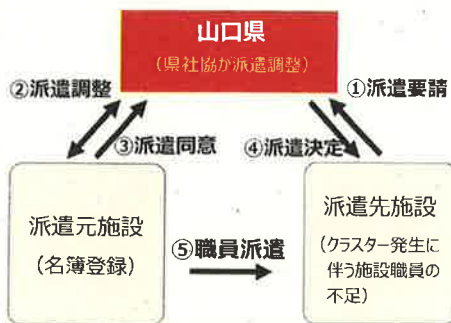 山口県
(県社協が派遣調整)
②派遣調整
①派遣要請
③派遣同意
④派遣決定
派遣元施設
(名簿登録)
⑤職員派遣
派遣先施設
(クラスター発生に
伴う施設職員の
不足)